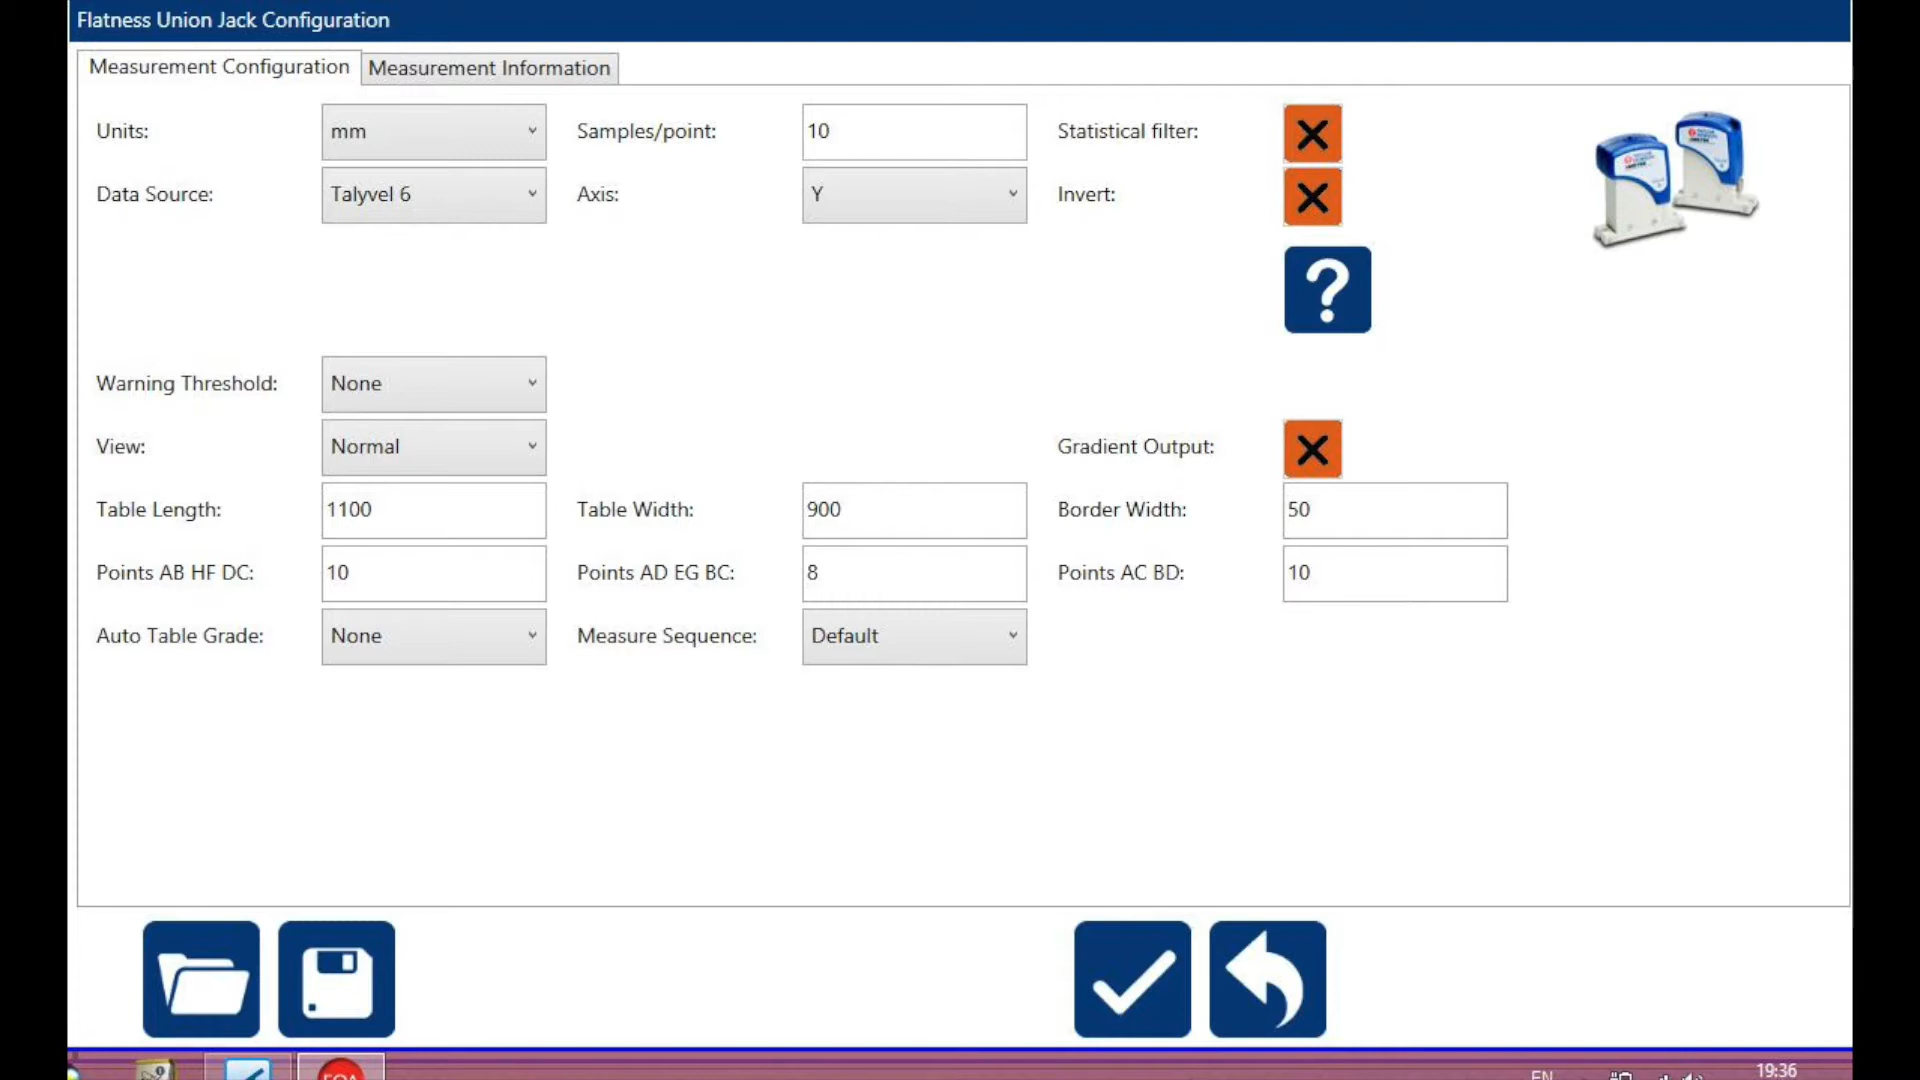 Flatness Union Jack Configuration
Measurement Configuration Measurement Information
Units: mm Samples/point: 10 Statistical filter:
Data Source: Talyvel 6 Axis: Y Invert:
Warning Threshold: None
View: Normal Gradient Output:
Table Length: 1100 Table Width: 900 Border Width: 50
Points AB HF DC: 10 Points AD EG BC: 8 Points AC BD: 10
Auto Table Grade: None Measure Sequence: Default
EN 19:36